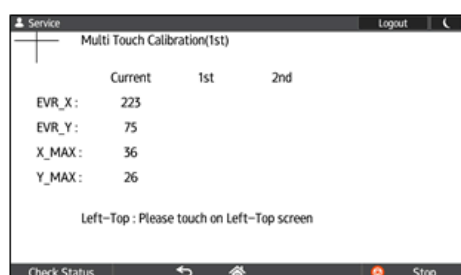 Service Logout
Multi Touch Calibration(1st)
Current 1st 2nd
EVR_X : 223
EVR_Y : 75
X_MAX : 36
Y_MAX : 26
Left-Top : Please touch on Left-Top screen
Check Status Stop